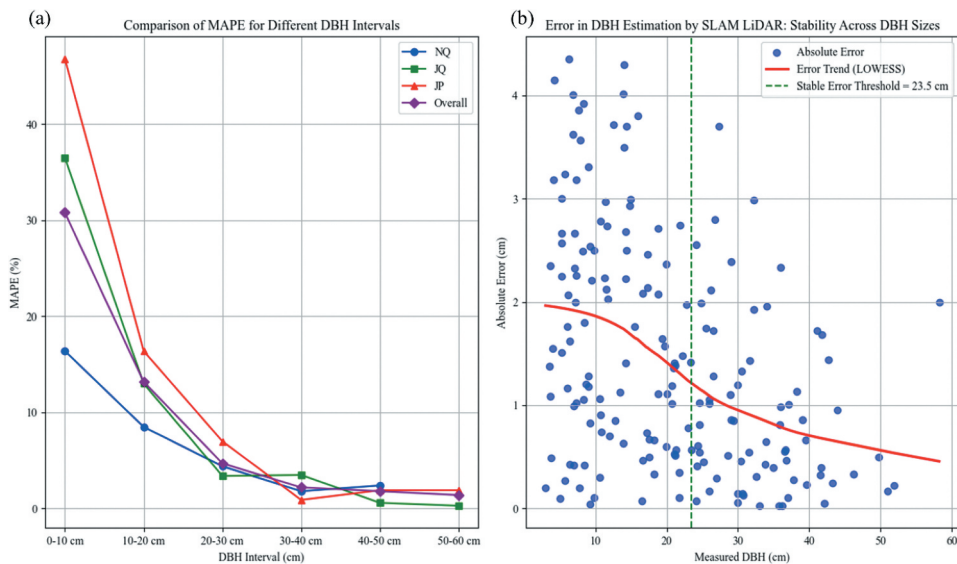 (a)
Comparison of MAPE for Different DBH Intervals
NQ
JQ
JP
Overall
MAPE (%)
40
30
20
10
0
0-10 cm
10-20 cm
20-30 cm
30-40 cm
40-50 cm
50-60 cm
DBH Interval (cm)
(b)
Error in DBH Estimation by SLAM LiDAR: Stability Across DBH Sizes
Absolute Error
Error Trend (LOWESS)
Stable Error Threshold = 23.5 cm
Absolute Error (cm)
4
3
2
1
0
10
20
30
40
50
60
Measured DBH (cm)